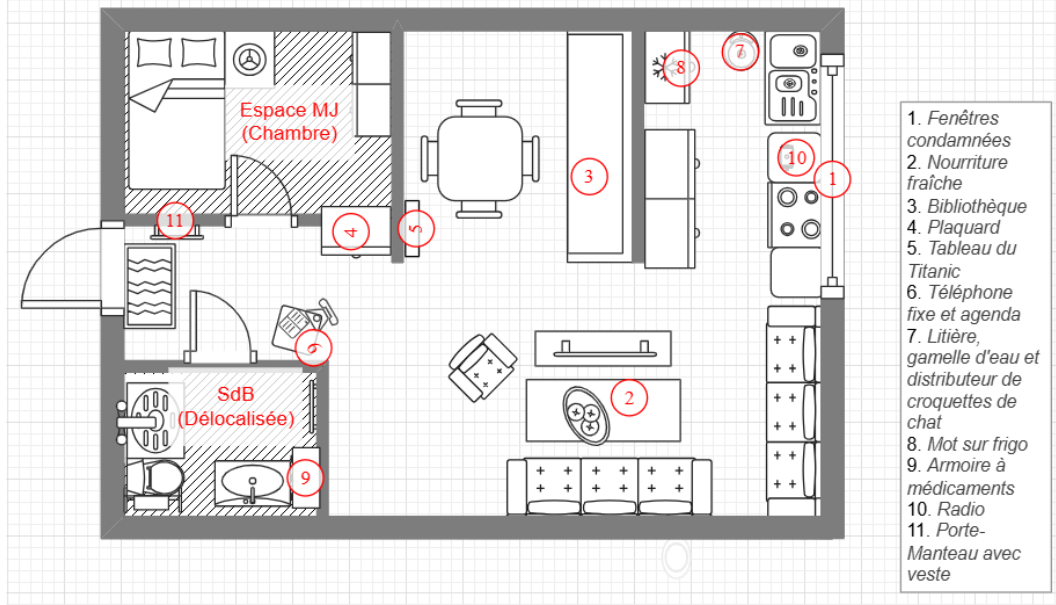 Espace MJ
(Chambre)
7
8
10
1
3
11
4
5
6
SdB
(Délocalisée)
2
9
1. Fenêtres
condamnées
2. Nourriture
fraîche
3. Bibliothèque
4. Plaquard
5. Tableau du
Titanic
6. Téléphone
fixe et agenda
7. Litière,
gamelle d'eau et
distributeur de
croquettes de
chat
8. Mot sur frigo
9. Armoire à
médicaments
10. Radio
11. Porte-
Manteau avec
veste